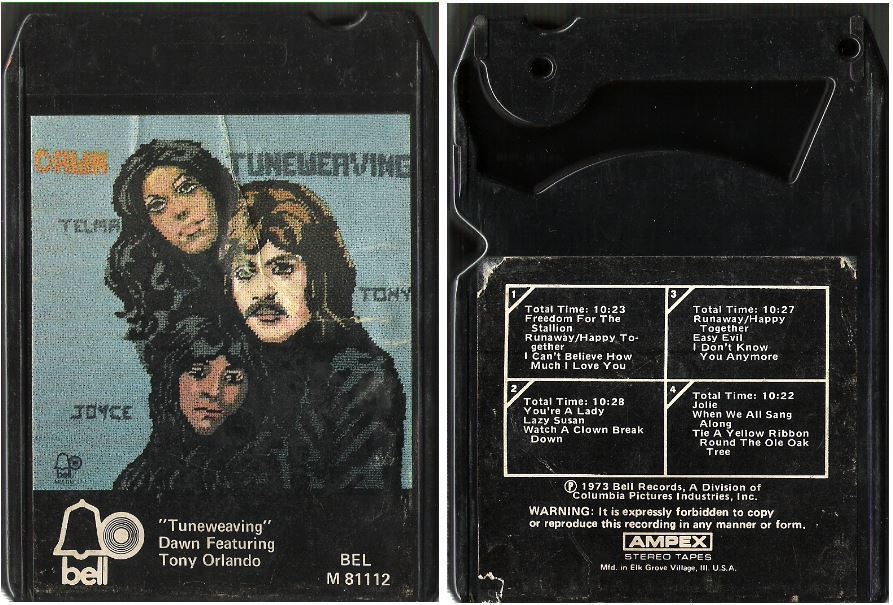 DAWN TUNEWEAVING
TELMA
TONY
JOYCE
bell
bell
"Tuneweaving"
Dawn Featuring
Tony Orlando
BEL
M 81112
1
Total Time: 10:23
Freedom For The
Stallion
Runaway/Happy To-
gether
I Can't Believe How
Much I Love You
2
Total Time: 10:28
You're A Lady
Lazy Susan
Watch A Clown Break
Down
3
Total Time: 10:27
Runaway/Happy
Together
Easy Evil
I Don't Know
You Anymore
4
Total Time: 10:22
Jolie
When We All Sang
Along
Tie A Yellow Ribbon
Round The Ole Oak
Tree
Ⓟ 1973 Bell Records, A Division of
Columbia Pictures Industries, Inc.
WARNING: It is expressly forbidden to copy
or reproduce this recording in any manner or form.
AMPEX
STEREO TAPES
Mfd. in Elk Grove Village, Ill. U.S.A.